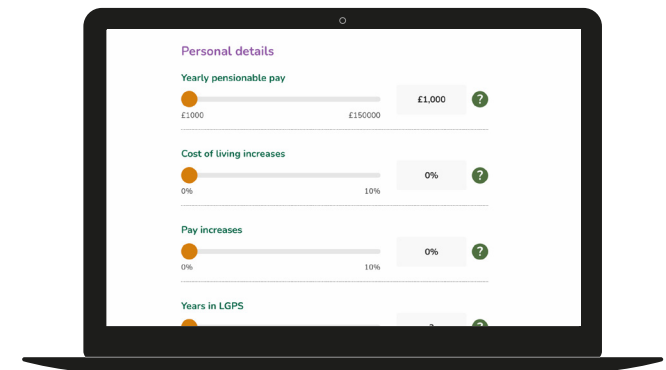 Personal details
Yearly pensionable pay
£1,000 ?
£1000 £150000
Cost of living increases
0% ?
0% 10%
Pay increases
0% ?
0% 10%
Years in LGPS